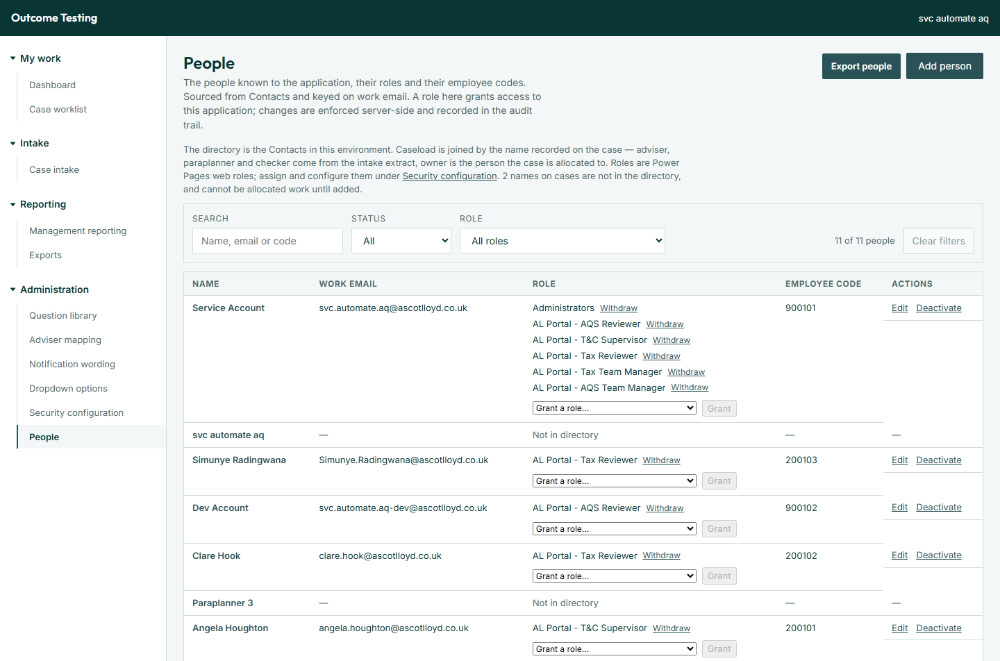 Outcome Testing
svc automate aq
My work
Dashboard
Case worklist
Intake
Case intake
Reporting
Management reporting
Exports
Administration
Question library
Adviser mapping
Notification wording
Dropdown options
Security configuration
People
People
Export people
Add person
The people known to the application, their roles and their employee codes.
Sourced from Contacts and keyed on work email. A role here grants access to
this application; changes are enforced server-side and recorded in the audit
trail.
The directory is the Contacts in this environment. Caseload is joined by the name recorded on the case — adviser,
paraplanner and checker come from the intake extract, owner is the person the case is allocated to. Roles are Power
Pages web roles; assign and configure them under Security configuration. 2 names on cases are not in the directory,
and cannot be allocated work until added.
SEARCH STATUS ROLE
Name, email or code All All roles 11 of 11 people Clear filters
NAME WORK EMAIL ROLE EMPLOYEE CODE ACTIONS
Service Account svc.automate.aq@ascotlloyd.co.uk Administrators Withdraw 900101 Edit Deactivate
AL Portal - AQS Reviewer Withdraw
AL Portal - T&C Supervisor Withdraw
AL Portal - Tax Reviewer Withdraw
AL Portal - Tax Team Manager Withdraw
AL Portal - AQS Team Manager Withdraw
Grant a role... Grant
svc automate aq — Not in directory — —
Simunye Radingwana Simunye.Radingwana@ascotlloyd.co.uk AL Portal - Tax Reviewer Withdraw 200103 Edit Deactivate
Grant a role... Grant
Dev Account svc.automate.aq-dev@ascotlloyd.co.uk AL Portal - AQS Reviewer Withdraw 900102 Edit Deactivate
Grant a role... Grant
Clare Hook clare.hook@ascotlloyd.co.uk AL Portal - Tax Reviewer Withdraw 200102 Edit Deactivate
Grant a role... Grant
Paraplanner 3 — Not in directory — —
Angela Houghton angela.houghton@ascotlloyd.co.uk AL Portal - T&C Supervisor Withdraw 200101 Edit Deactivate
Grant a role... Grant